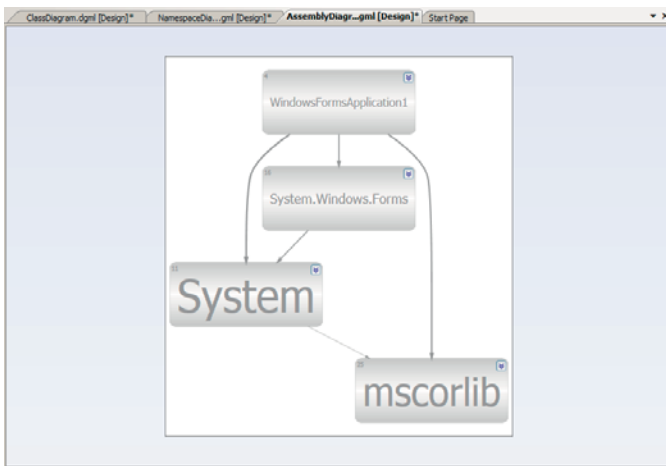 ClassDiagram.dgml [Design]* NamespaceDia...gml [Design]* AssemblyDiagr...gml [Design]* Start Page
WindowsFormsApplication1
System.Windows.Forms
System
mscorlib